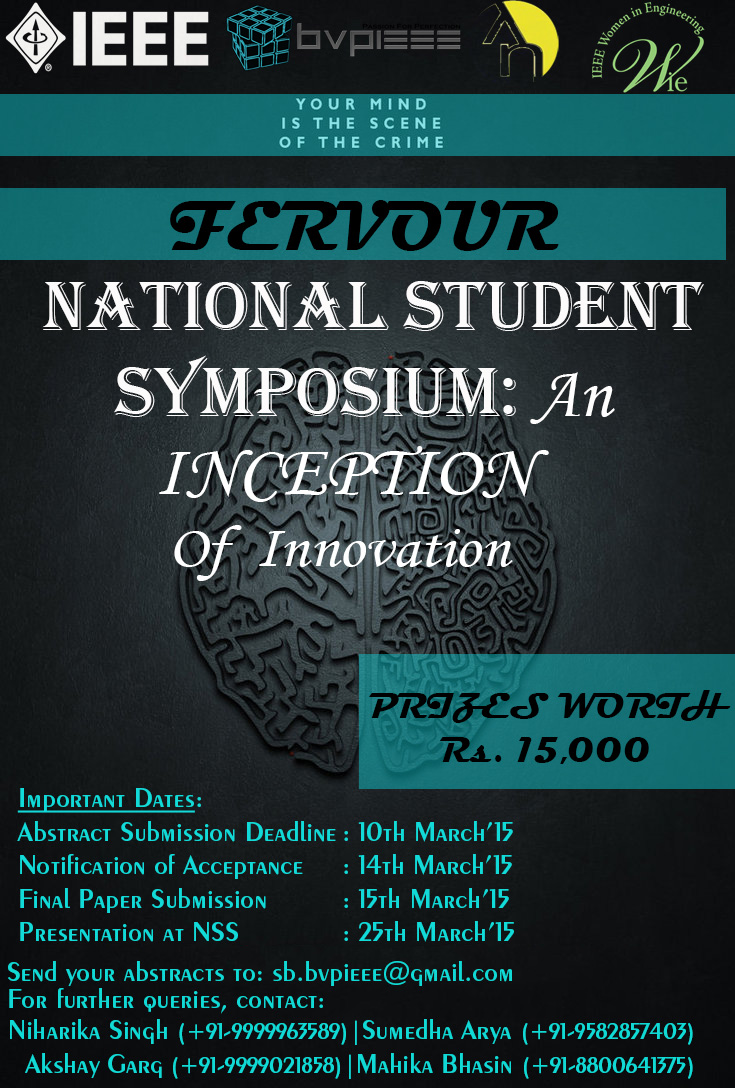 IEEE
PASSION FOR PERFECTION
bvpieee
IEEE Women in Engineering
Wie
YOUR MIND
IS THE SCENE
OF THE CRIME
FERVOUR
NATIONAL STUDENT
SYMPOSIUM: An
INCEPTION
Of Innovation
PRIZES WORTH
Rs. 15,000
Important Dates:
Abstract Submission Deadline : 10th March'15
Notification of Acceptance : 14th March'15
Final Paper Submission : 15th March'15
Presentation at NSS : 25th March'15
Send your abstracts to: sb.bvpieee@gmail.com
For further queries, contact:
Niharika Singh (+91-9999963589)|Sumedha Arya (+91-9582857403)
Akshay Garg (+91-9999021858)|Mahika Bhasin (+91-8800641375)